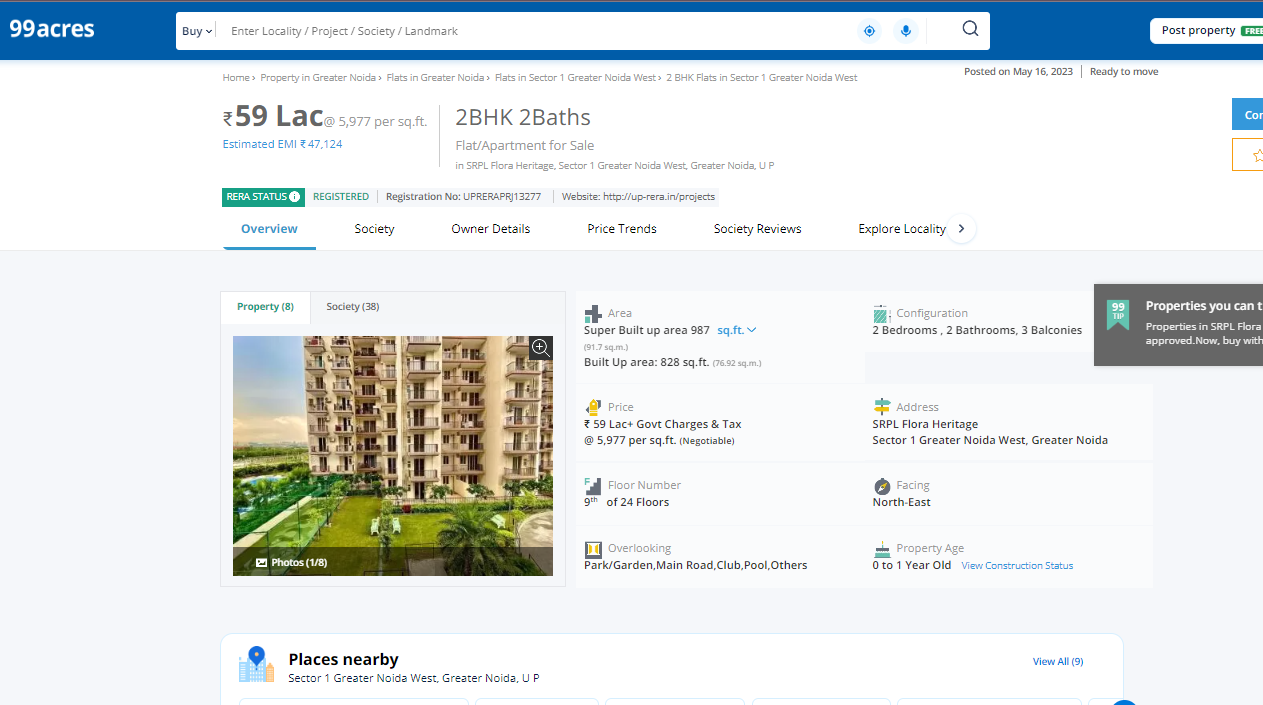 99acres
Buy
Enter Locality / Project / Society / Landmark
Post property FREE
Home › Property in Greater Noida › Flats in Greater Noida › Flats in Sector 1 Greater Noida West › 2 BHK Flats in Sector 1 Greater Noida West
Posted on May 16, 2023 | Ready to move
₹ 59 Lac @ 5,977 per sq.ft.
Estimated EMI ₹ 47,124
2BHK 2Baths
Flat/Apartment for Sale
in SRPL Flora Heritage, Sector 1 Greater Noida West, Greater Noida, U P
Con
RERA STATUS REGISTERED | Registration No: UPRERAPRJ13277 | Website: http://up-rera.in/projects
Overview Society Owner Details Price Trends Society Reviews Explore Locality
Property (8) Society (38)
Photos (1/8)
Area
Super Built up area 987 sq.ft.
(91.7 sq.m.)
Built Up area: 828 sq.ft. (76.92 sq.m.)
Configuration
2 Bedrooms , 2 Bathrooms, 3 Balconies
99 TIP
Properties you can t
Properties in SRPL Flora
approved.Now, buy with
Price
₹ 59 Lac+ Govt Charges & Tax
@ 5,977 per sq.ft. (Negotiable)
Address
SRPL Flora Heritage
Sector 1 Greater Noida West, Greater Noida
Floor Number
9th of 24 Floors
Facing
North-East
Overlooking
Park/Garden,Main Road,Club,Pool,Others
Property Age
0 to 1 Year Old View Construction Status
Places nearby
Sector 1 Greater Noida West, Greater Noida, U P
View All (9)